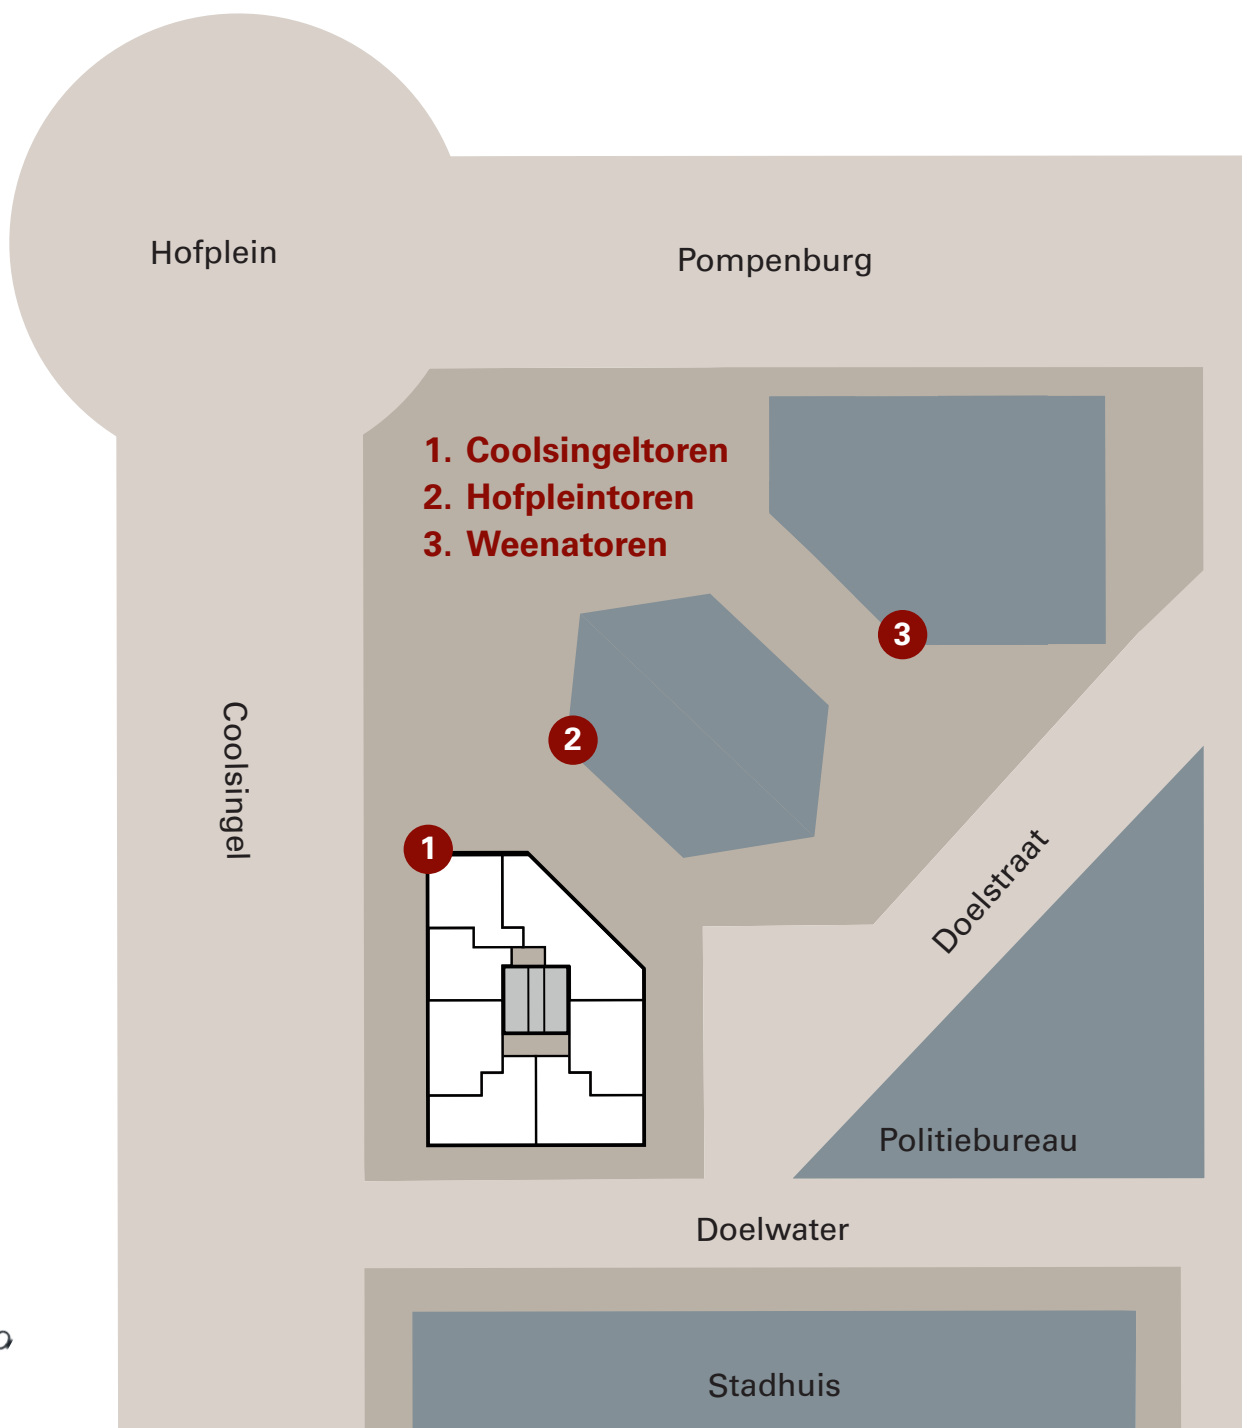 Hofplein
Pompenburg
1. Coolsingeltoren
2. Hofpleintoren
3. Weenatoren
3
2
Coolsingel
1
Doelstraat
Politiebureau
Doelwater
Stadhuis